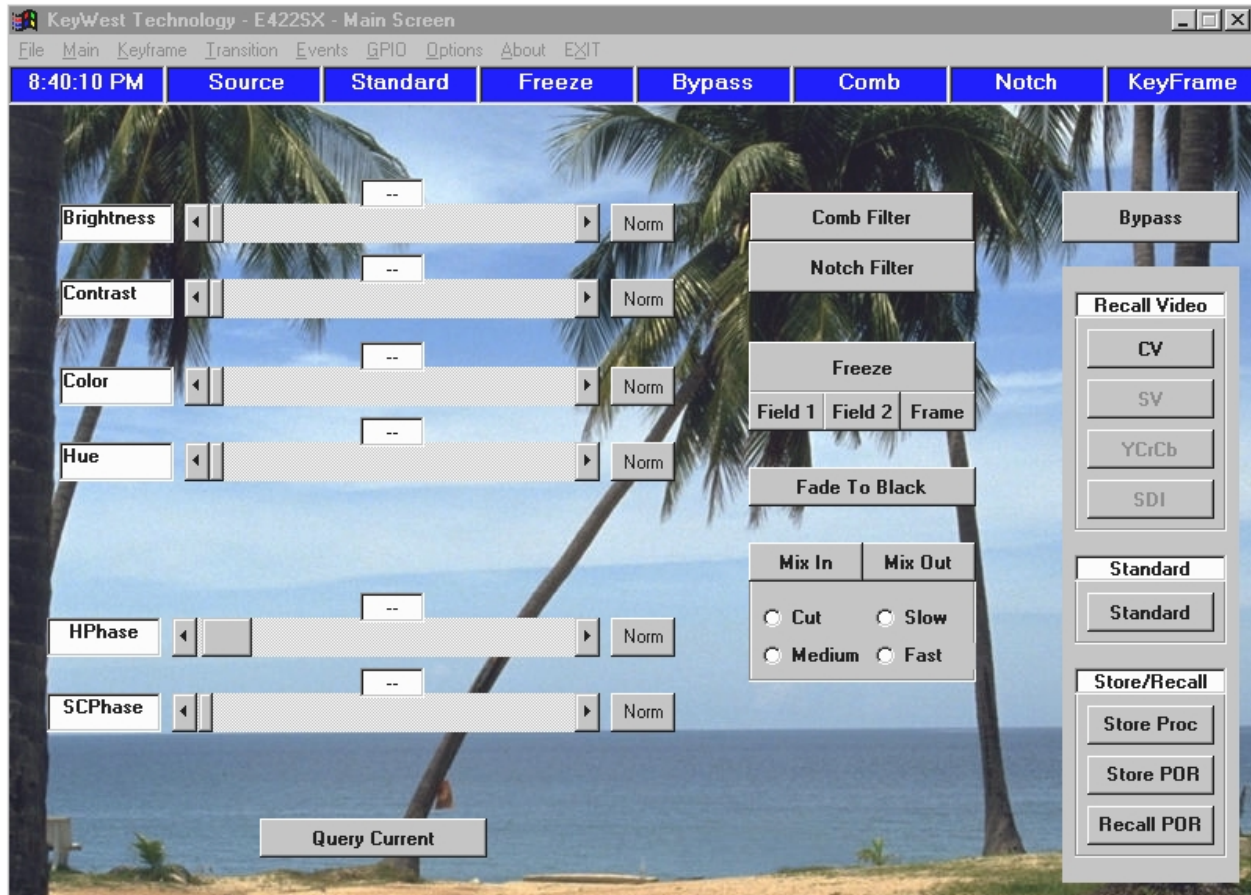 KeyWest Technology - E422SX - Main Screen
File Main Keyframe Transition Events GPIO Options About EXIT
8:40:10 PM Source Standard Freeze Bypass Comb Notch KeyFrame
--
Brightness Norm
--
Contrast Norm
--
Color Norm
--
Hue Norm
--
HPhase Norm
--
SCPhase Norm
Query Current
Comb Filter
Notch Filter
Freeze
Field 1 Field 2 Frame
Fade To Black
Mix In Mix Out
Cut Slow
Medium Fast
Bypass
Recall Video
CV
SV
YCrCb
SDI
Standard
Standard
Store/Recall
Store Proc
Store POR
Recall POR